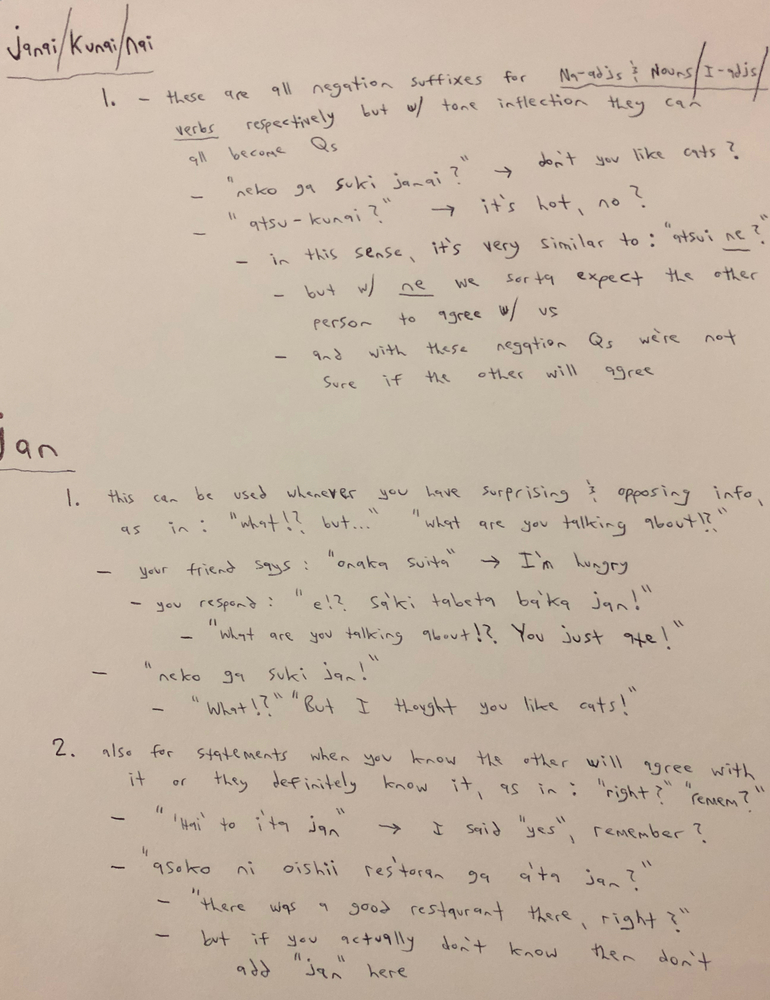 janai/kunai/nai
1. - these are all negation suffixes for Na-adjs & Nouns/I-adjs/
verbs respectively but w/ tone inflection they can
all become Qs
- "neko ga suki janai?" → don't you like cats?
- "atsu-kunai?" → it's hot, no?
- in this sense, it's very similar to: "atsui ne?"
- but w/ ne we sorta expect the other
person to agree w/ us
- and with these negation Qs we're not
sure if the other will agree
jan
1. this can be used whenever you have surprising & opposing info,
as in: "what!? but..." "what are you talking about!?"
- your friend says: "onaka suita" → I'm hungry
- you respond: "e!? sa'ki tabeta ba'ka jan!"
- "What are you talking about!? You just ate!"
- "neko ga suki jan!"
- "What!?" "But I thought you like cats!"
2. also for statements when you know the other will agree with
it or they definitely know it, as in: "right?" "remem?"
- "'Hai' to i'ta jan" → I said "yes", remember?
- "asoko ni oishii res'toran ga a'ta jan?"
- "there was a good restaurant there, right?"
- but if you actually don't know then don't
add "jan" here